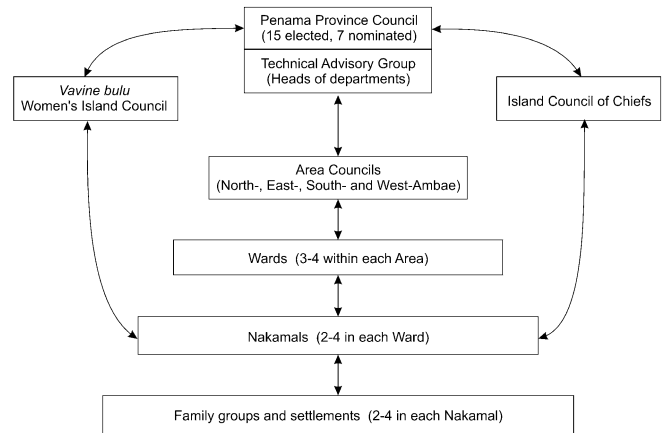 Penama Province Council
(15 elected, 7 nominated)
Technical Advisory Group
(Heads of departments)
Vavine bulu
Women's Island Council
Island Council of Chiefs
Area Councils
(North-, East-, South- and West-Ambae)
Wards (3-4 within each Area)
Nakamals (2-4 in each Ward)
Family groups and settlements (2-4 in each Nakamal)